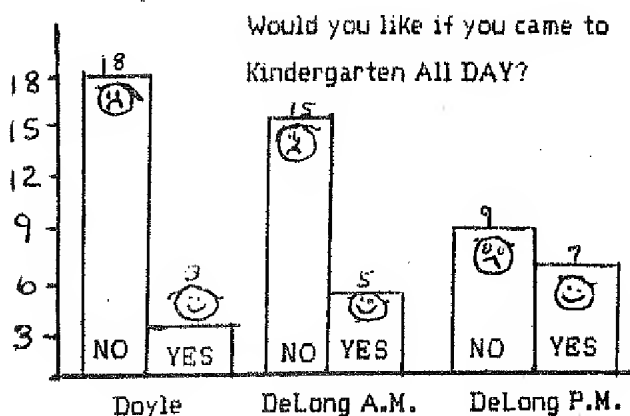 Would you like if you came to
Kindergarten All DAY?
18
15
12
9
6
3
18
3
15
5
9
7
NO
YES
NO
YES
NO
YES
Doyle
DeLong A.M.
DeLong P.M.